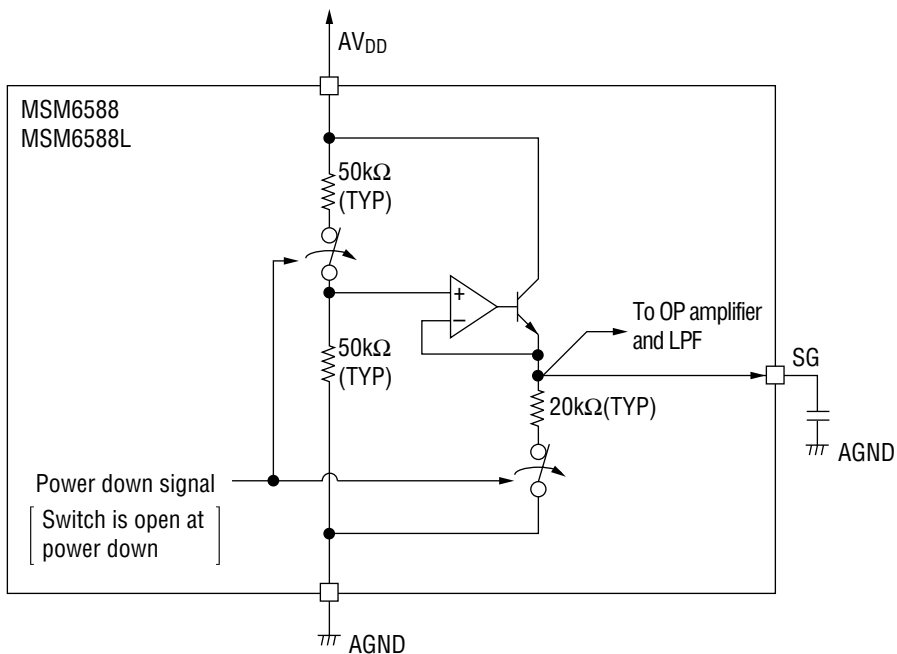 AVDD
MSM6588
MSM6588L
50kΩ
(TYP)
+
−
To OP amplifier
and LPF
SG
50kΩ
(TYP)
20kΩ(TYP)
AGND
Power down signal
[ Switch is open at
power down ]
AGND